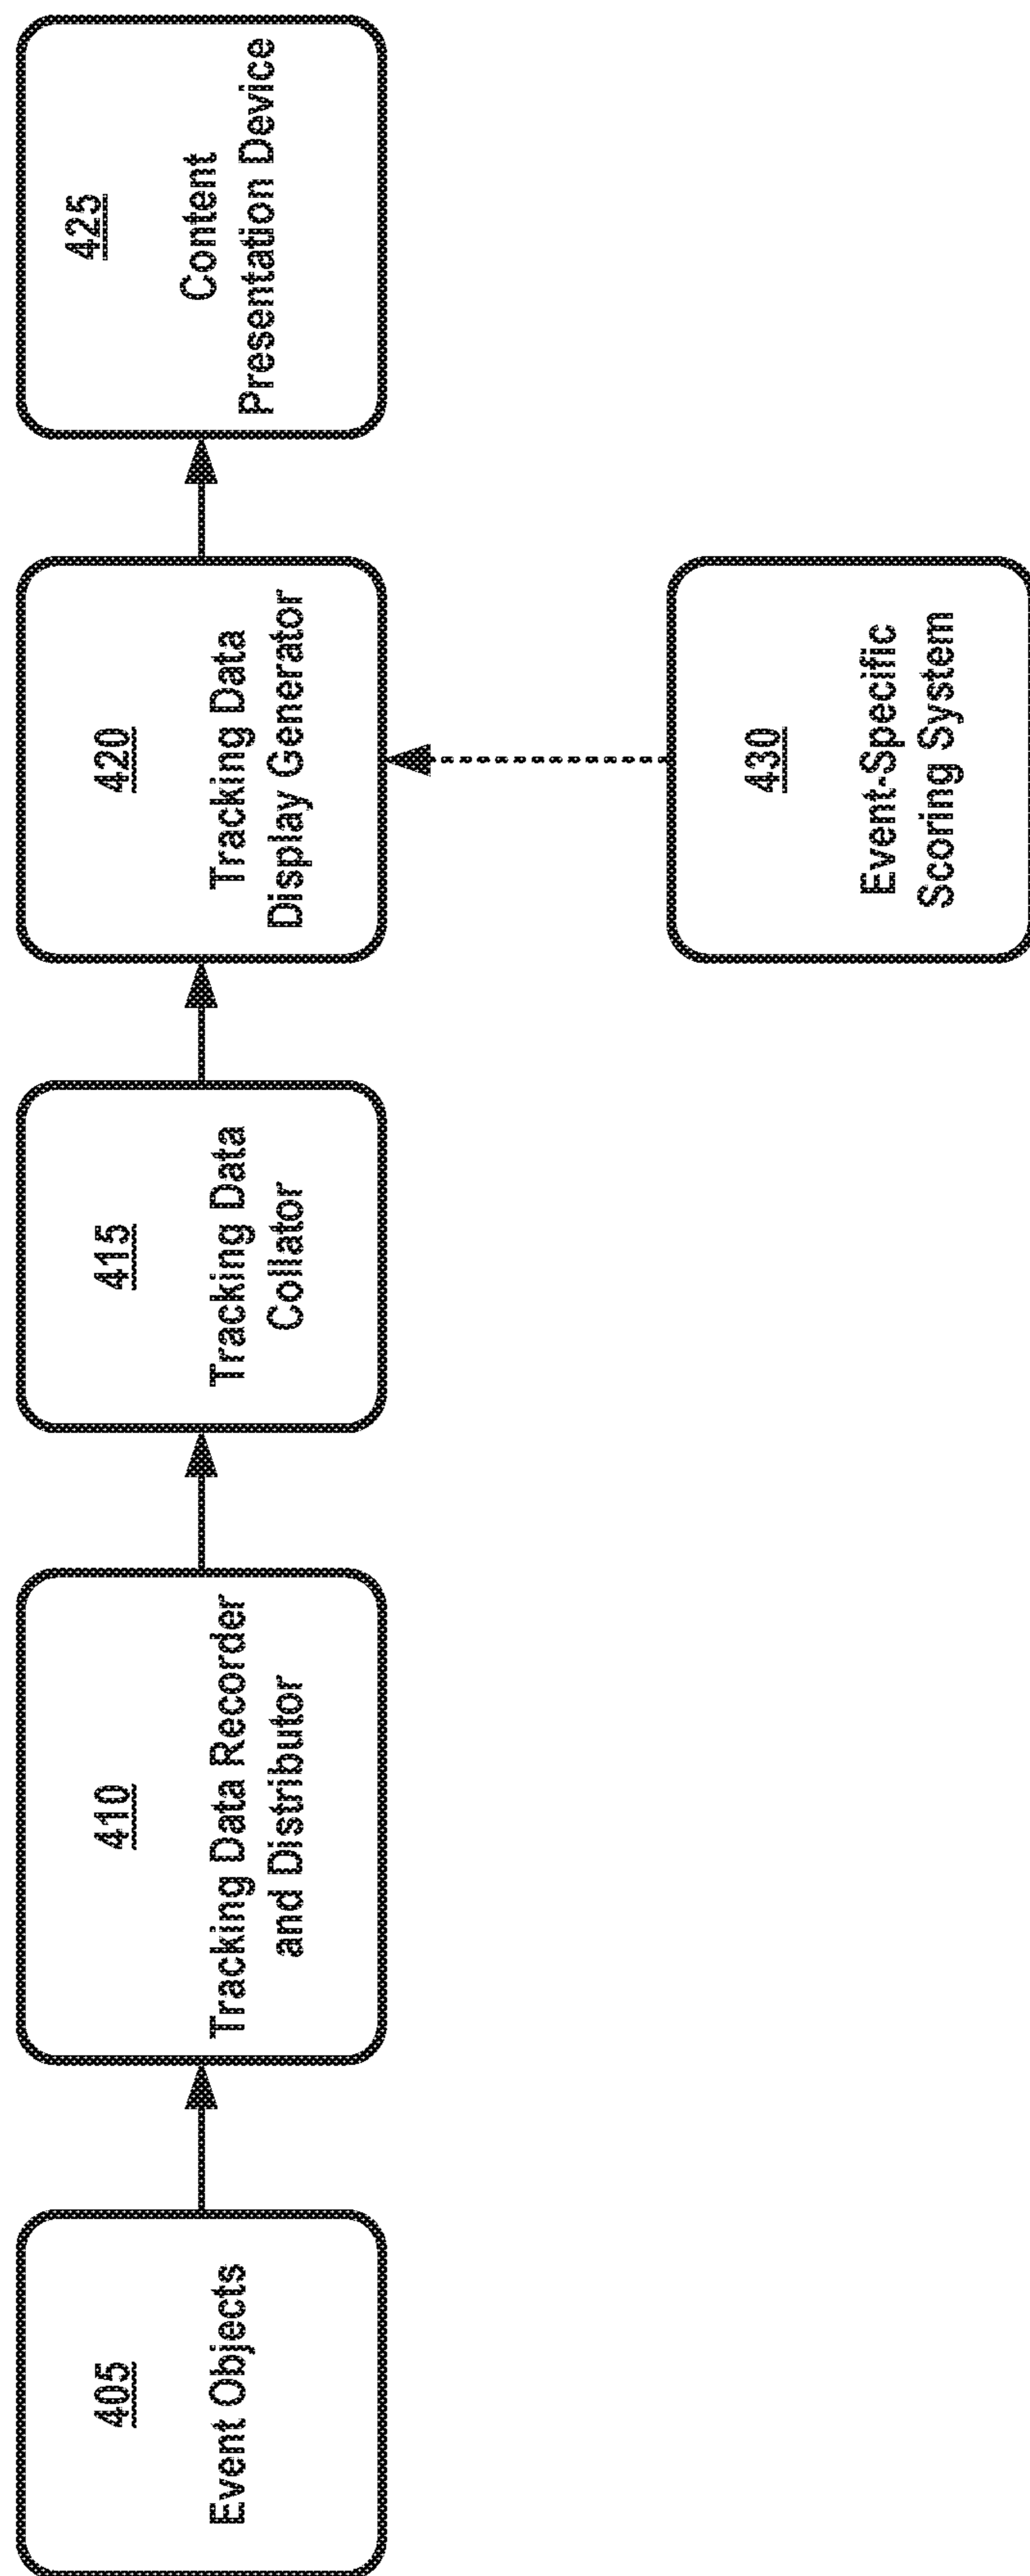 405
Event Objects
410
Tracking Data Recorder
and Distributor
415
Tracking Data
Collator
420
Tracking Data
Display Generator
425
Content
Presentation Device
430
Event-Specific
Scoring System